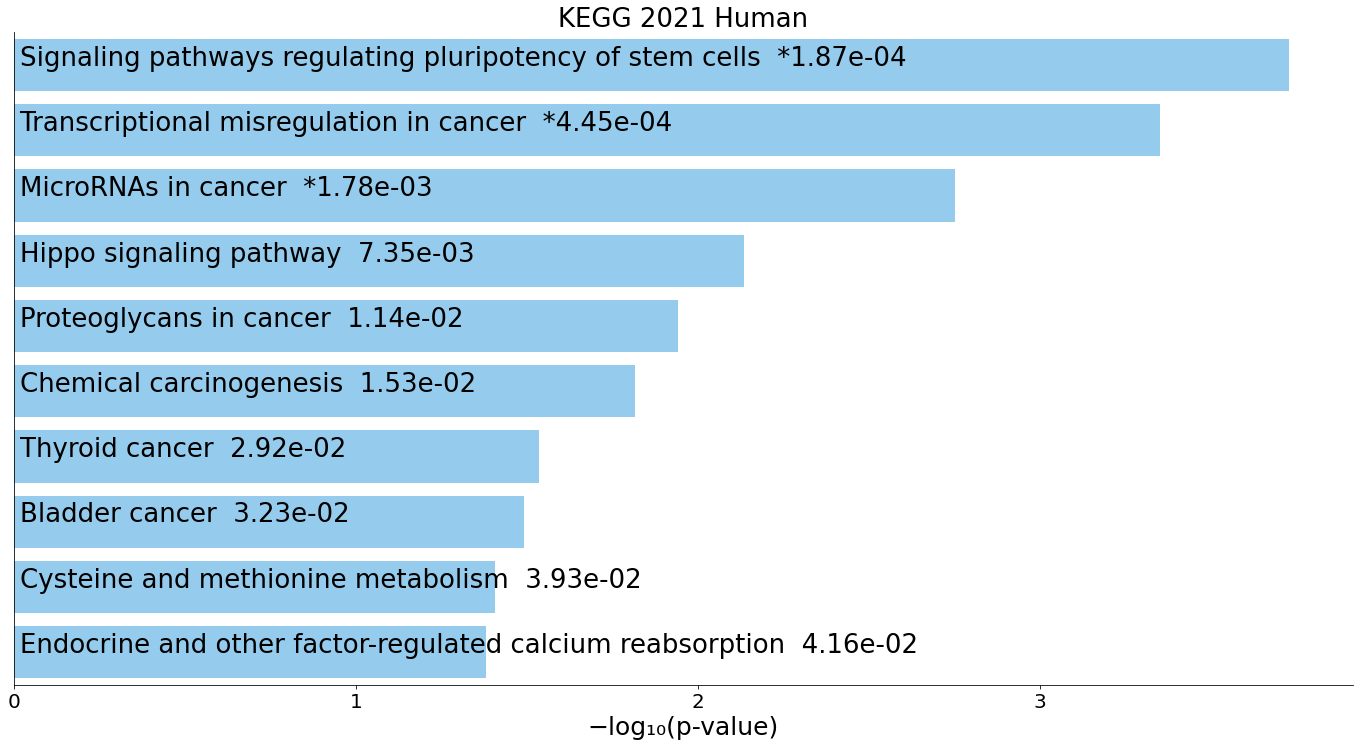 KEGG 2021 Human
Signaling pathways regulating pluripotency of stem cells  *1.87e-04
Transcriptional misregulation in cancer  *4.45e-04
MicroRNAs in cancer  *1.78e-03
Hippo signaling pathway  7.35e-03
Proteoglycans in cancer  1.14e-02
Chemical carcinogenesis  1.53e-02
Thyroid cancer  2.92e-02
Bladder cancer  3.23e-02
Cysteine and methionine metabolism  3.93e-02
Endocrine and other factor-regulated calcium reabsorption  4.16e-02
0 1 2 3
−log₁₀(p-value)